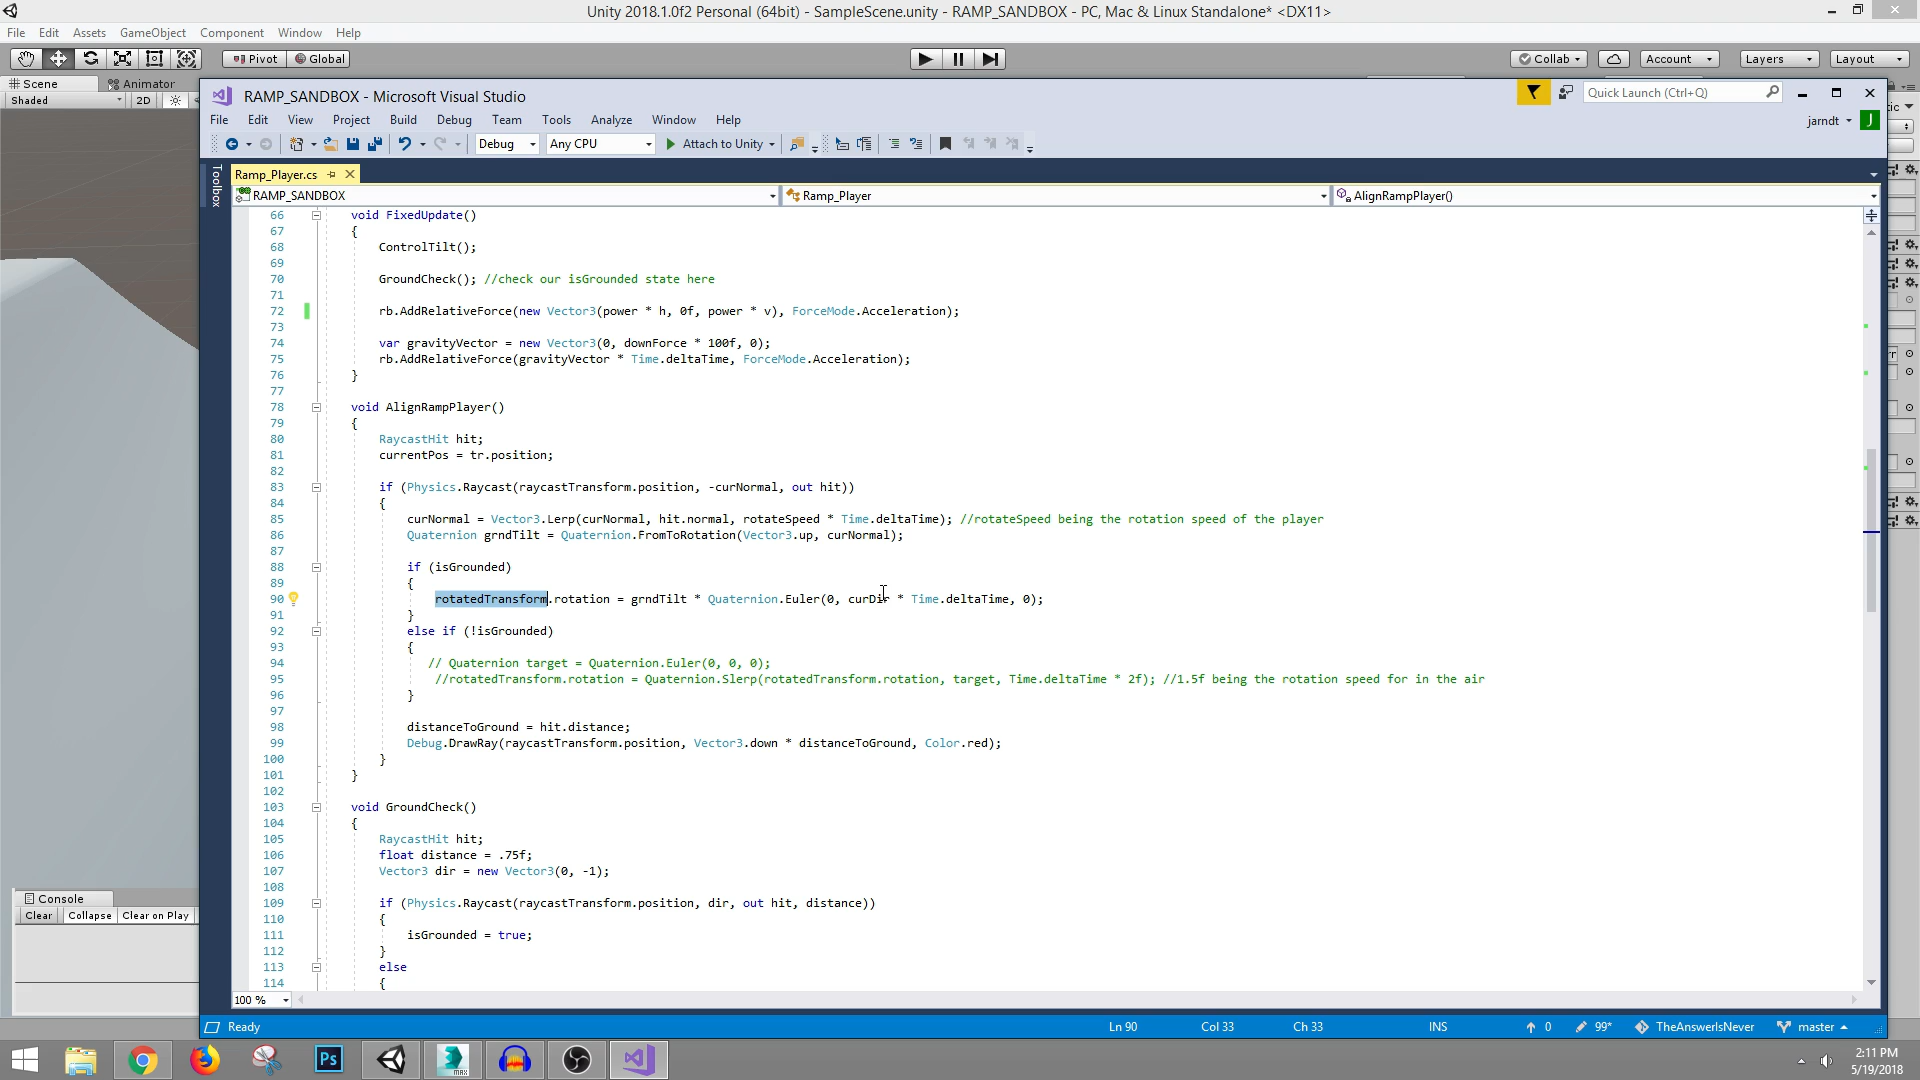 Unity 2018.1.0f2 Personal (64bit) - SampleScene.unity - RAMP_SANDBOX - PC, Mac & Linux Standalone* <DX11>
File Edit Assets GameObject Component Window Help
Pivot Global Collab Account Layers Layout
Scene Animator
Shaded 2D
RAMP_SANDBOX - Microsoft Visual Studio
Quick Launch (Ctrl+Q)
File Edit View Project Build Debug Team Tools Analyze Window Help
jarndt J
Debug Any CPU Attach to Unity
Toolbox
Ramp_Player.cs
RAMP_SANDBOX Ramp_Player AlignRampPlayer()
66 void FixedUpdate()
67 {
68 ControlTilt();
69
70 GroundCheck(); //check our isGrounded state here
71
72 rb.AddRelativeForce(new Vector3(power * h, 0f, power * v), ForceMode.Acceleration);
73
74 var gravityVector = new Vector3(0, downForce * 100f, 0);
75 rb.AddRelativeForce(gravityVector * Time.deltaTime, ForceMode.Acceleration);
76 }
77
78 void AlignRampPlayer()
79 {
80 RaycastHit hit;
81 currentPos = tr.position;
82
83 if (Physics.Raycast(raycastTransform.position, -curNormal, out hit))
84 {
85 curNormal = Vector3.Lerp(curNormal, hit.normal, rotateSpeed * Time.deltaTime); //rotateSpeed being the rotation speed of the player
86 Quaternion grndTilt = Quaternion.FromToRotation(Vector3.up, curNormal);
87
88 if (isGrounded)
89 {
90 rotatedTransform.rotation = grndTilt * Quaternion.Euler(0, curDir * Time.deltaTime, 0);
91 }
92 else if (!isGrounded)
93 {
94 // Quaternion target = Quaternion.Euler(0, 0, 0);
95 //rotatedTransform.rotation = Quaternion.Slerp(rotatedTransform.rotation, target, Time.deltaTime * 2f); //1.5f being the rotation speed for in the air
96 }
97
98 distanceToGround = hit.distance;
99 Debug.DrawRay(raycastTransform.position, Vector3.down * distanceToGround, Color.red);
100 }
101 }
102
103 void GroundCheck()
104 {
105 RaycastHit hit;
106 float distance = .75f;
107 Vector3 dir = new Vector3(0, -1);
108
109 if (Physics.Raycast(raycastTransform.position, dir, out hit, distance))
110 {
111 isGrounded = true;
112 }
113 else
114 {
Console
Clear Collapse Clear on Play
100 %
Ready Ln 90 Col 33 Ch 33 INS 0 99* TheAnswerIsNever master
Ps
MAX
2:11 PM
5/19/2018